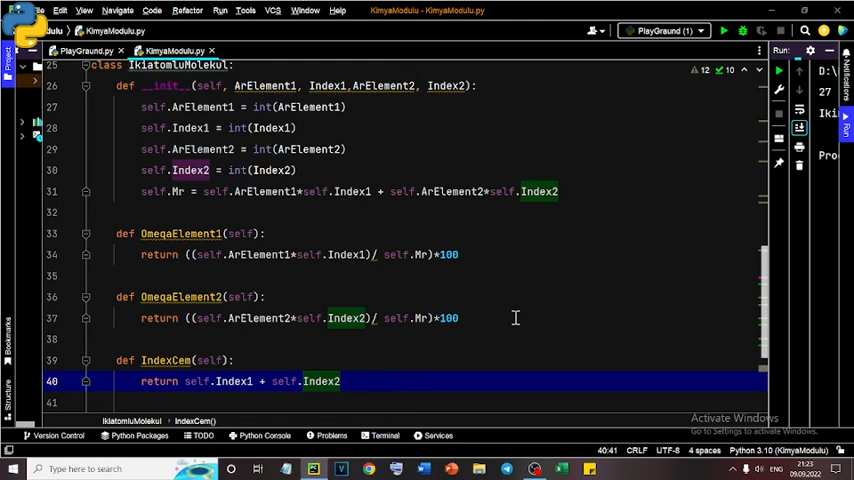 File Edit View Navigate Code Refactor Run Tools VCS Window Help KimyaModulu - KimyaModulu.py
KimyaModulu.py PlayGround (1)
PlayGround.py KimyaModulu.py Run:
25 class IkiatomluMolekul: D:\
26 def __init__(self, ArElement1, Index1,ArElement2, Index2): 12 10 27
27 self.ArElement1 = int(ArElement1)
28 self.Index1 = int(Index1)
29 self.ArElement2 = int(ArElement2)
30 self.Index2 = int(Index2)
31 self.Mr = self.ArElement1*self.Index1 + self.ArElement2*self.Index2
32
33 def OmeqaElement1(self):
34 return ((self.ArElement1*self.Index1)/ self.Mr)*100
35
36 def OmeqaElement2(self):
37 return ((self.ArElement2*self.Index2)/ self.Mr)*100
38
39 def IndexCem(self):
40 return self.Index1 + self.Index2
41
IkiatomluMolekul IndexCem()
Version Control Python Packages TODO Python Console Problems Terminal Services
40:41 CRLF UTF-8 4 spaces Python 3.10 (KimyaModulu)
Project
Bookmarks
Structure
Notifications
Run
Activate Windows
Go to Settings to activate Windows.
Type here to search
ENG 21:23
09.09.2022